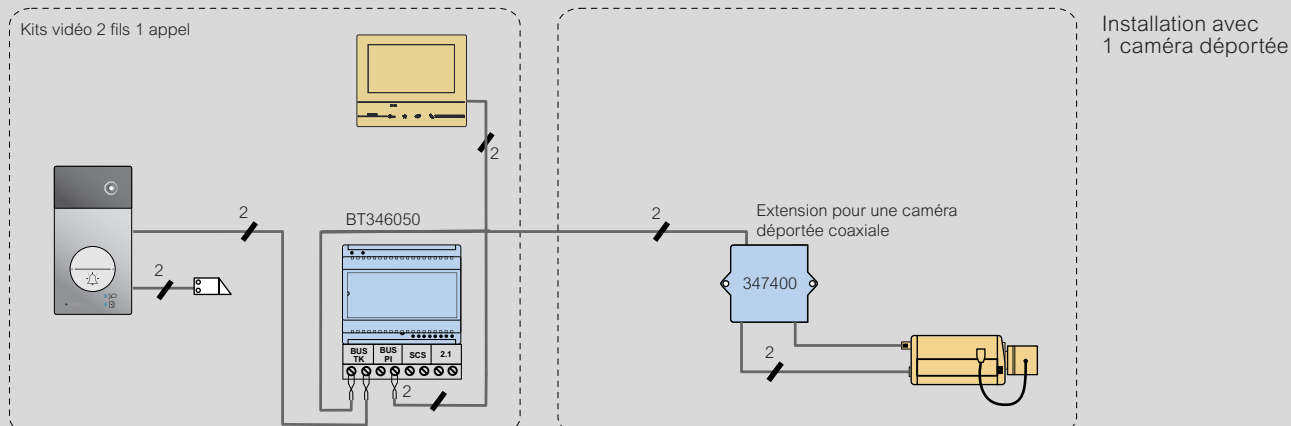 Kits vidéo 2 fils 1 appel
Installation avec
1 caméra déportée
2
2
BT346050
2
Extension pour une caméra
déportée coaxiale
2
347400
2
BUS TK
BUS PI
SCS
2.1
2